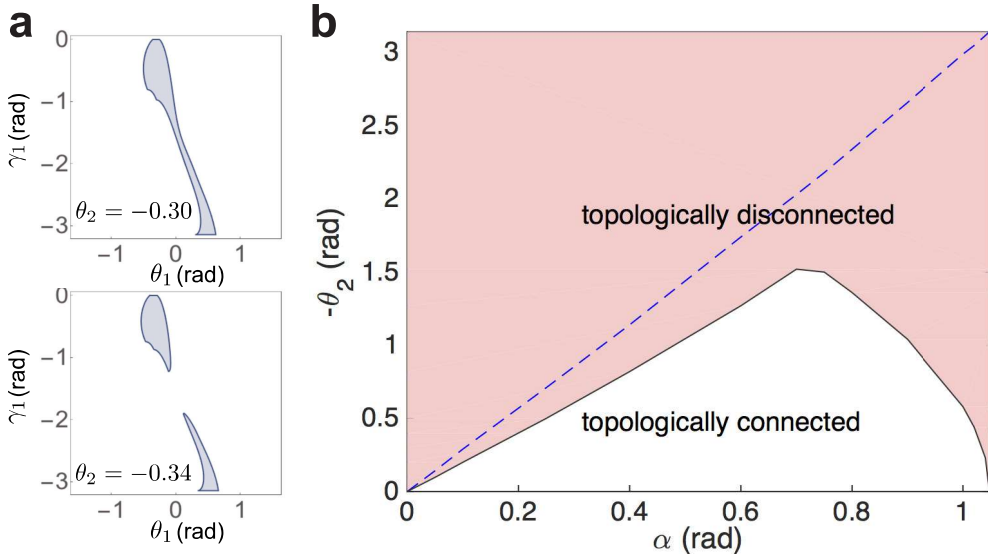 a
0
−1
−2
−3
γ₁ (rad)
θ₂ = −0.30
−1 0 1
θ₁ (rad)
0
−1
−2
−3
γ₁ (rad)
θ₂ = −0.34
−1 0 1
θ₁ (rad)
b
3
2.5
2
1.5
1
0.5
0
-θ₂ (rad)
topologically disconnected
topologically connected
0 0.2 0.4 0.6 0.8 1
α (rad)